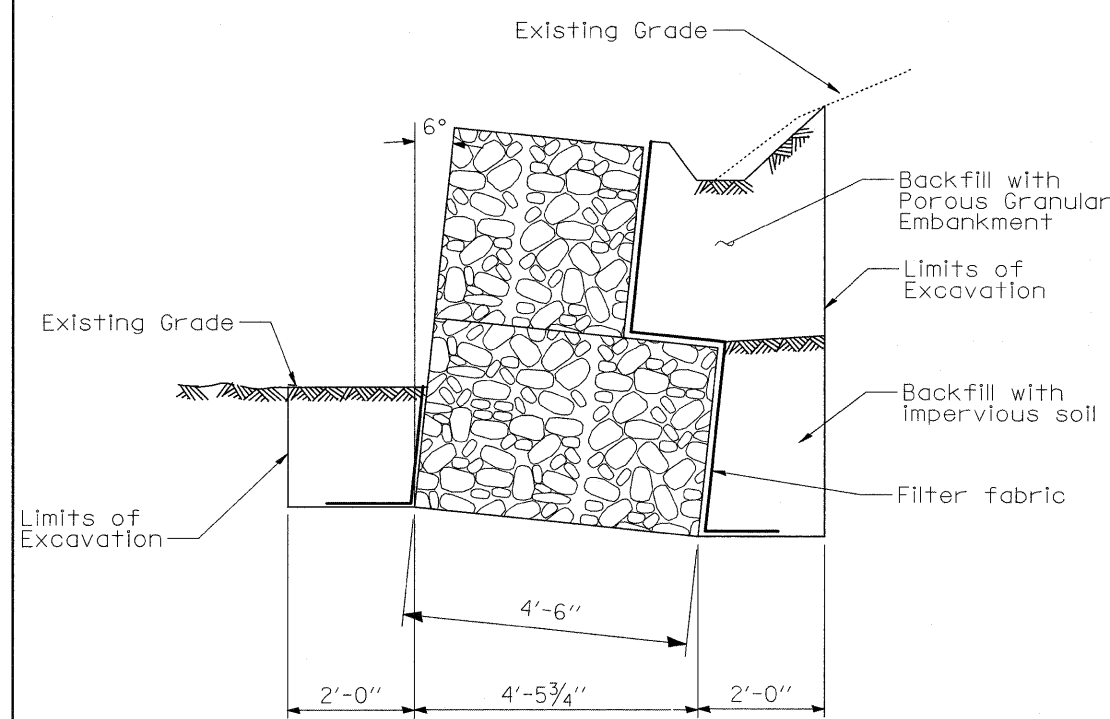 Existing Grade
6°
Backfill with
Porous Granular
Embankment
Limits of
Excavation
Existing Grade
Backfill with
impervious soil
Filter fabric
Limits of
Excavation
4'-6"
2'-0"
4'-5¾"
2'-0"